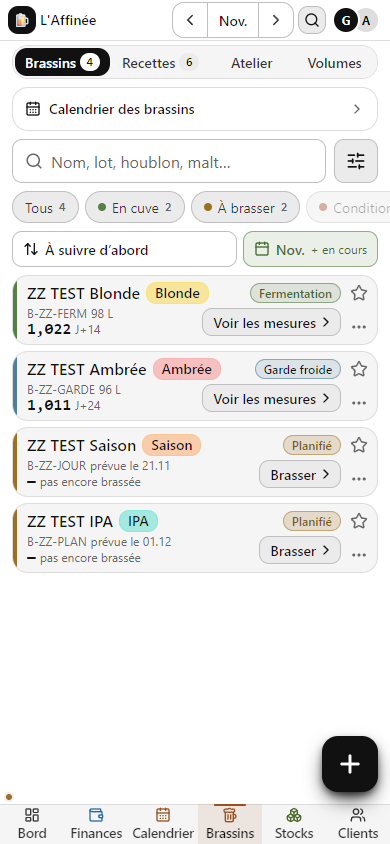 L'Affinée
Nov.
G A
Brassins 4 Recettes 6 Atelier Volumes
Calendrier des brassins
Nom, lot, houblon, malt…
Tous 4 En cuve 2 À brasser 2 Condition
À suivre d’abord
Nov. + en cours
ZZ TEST Blonde Blonde Fermentation
B-ZZ-FERM 98 L
1,022 J+14
Voir les mesures
ZZ TEST Ambrée Ambrée Garde froide
B-ZZ-GARDE 96 L
1,011 J+24
Voir les mesures
ZZ TEST Saison Saison Planifié
B-ZZ-JOUR prévue le 21.11
— pas encore brassée
Brasser
ZZ TEST IPA IPA Planifié
B-ZZ-PLAN prévue le 01.12
— pas encore brassée
Brasser
Bord Finances Calendrier Brassins Stocks Clients